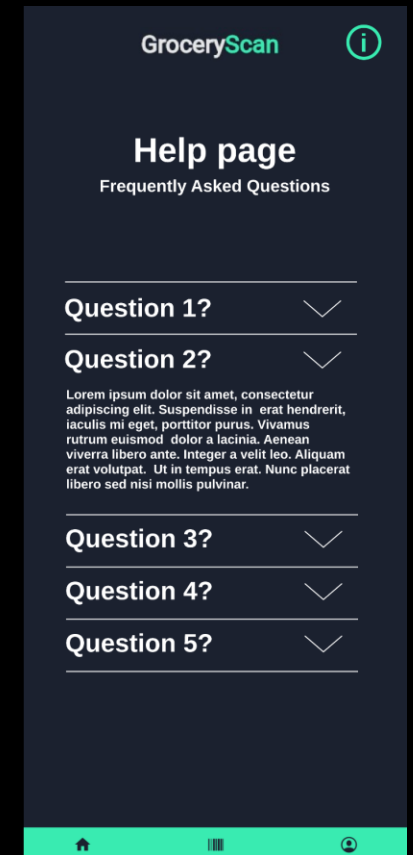 GroceryScan
i
Help page
Frequently Asked Questions
Question 1?
Question 2?
Lorem ipsum dolor sit amet, consectetur
adipiscing elit. Suspendisse in  erat hendrerit,
iaculis mi eget, porttitor purus. Vivamus
rutrum euismod  dolor a lacinia. Aenean
viverra libero ante. Integer a velit leo. Aliquam
erat volutpat.  Ut in tempus erat. Nunc placerat
libero sed nisi mollis pulvinar.
Question 3?
Question 4?
Question 5?